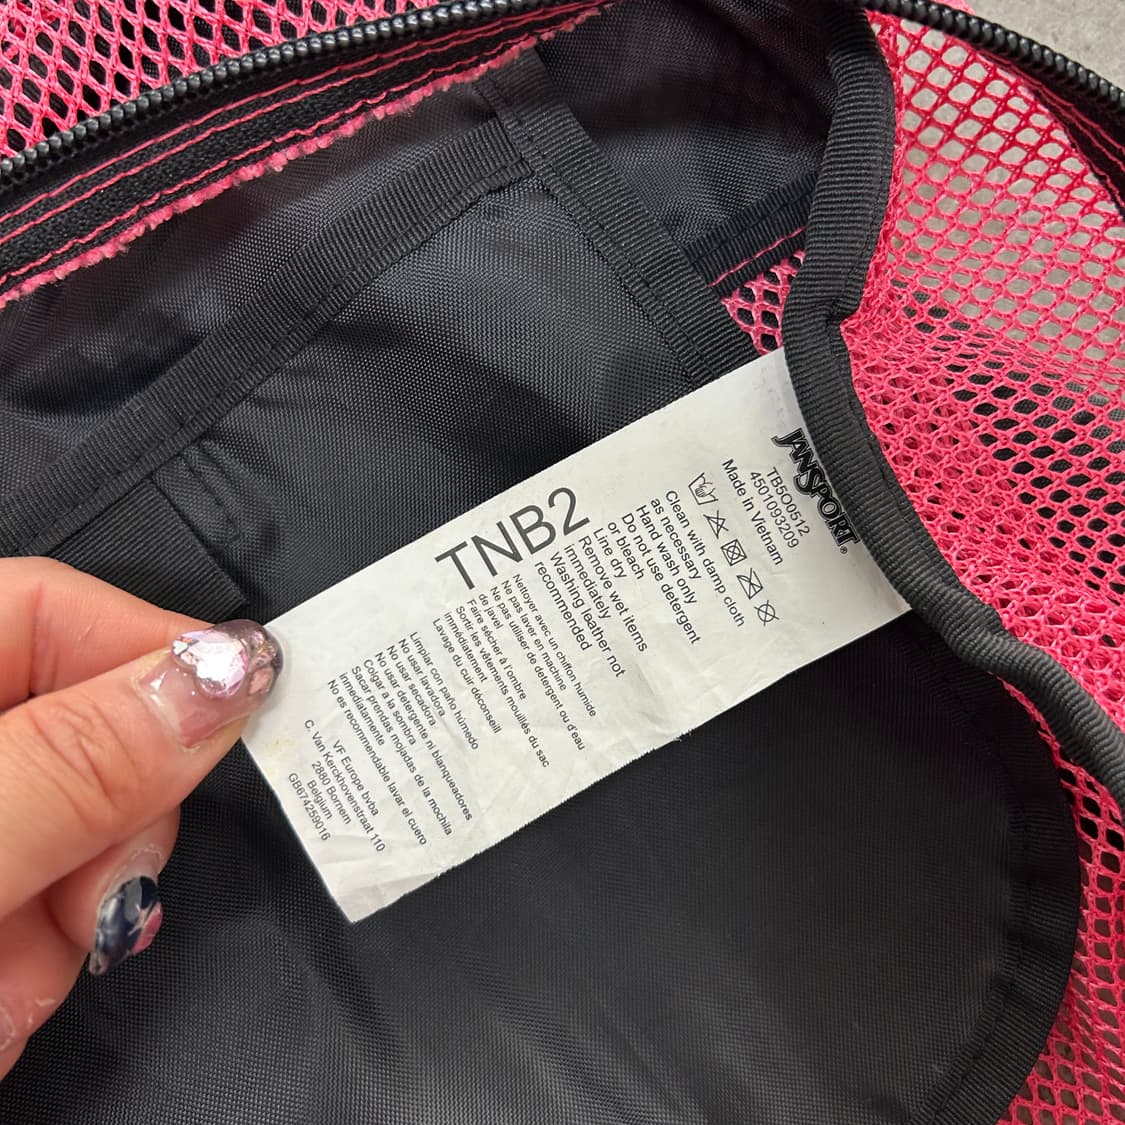 JANSPORT®
TB5O0512
4501093209
Made in Vietnam
Clean with damp cloth
as necessary
Hand wash only
Do not use detergent
or bleach
Line dry
Remove wet items
immediately
Washing leather not
recommended
TNB2
Nettoyer avec un chiffon humide
Ne pas laver en machine
Ne pas utiliser de detergent ou d'eau
de javel
Faire sécher à l'ombre
Sortir les vêtements mouillés du sac
immédiatement
Lavage du cuir déconseill
Limpiar con paño húmedo
No usar lavadora
No usar secadora
No usar detergente ni blanqueadores
Colgar a la sombra
Sacar prendas mojadas de la mochila
inmediatamente
No es recommendable lavar el cuero
VF Europe bvba
C. Van Kerckhovenstraat 110
2880 Bornem
Belgium
GB674259016